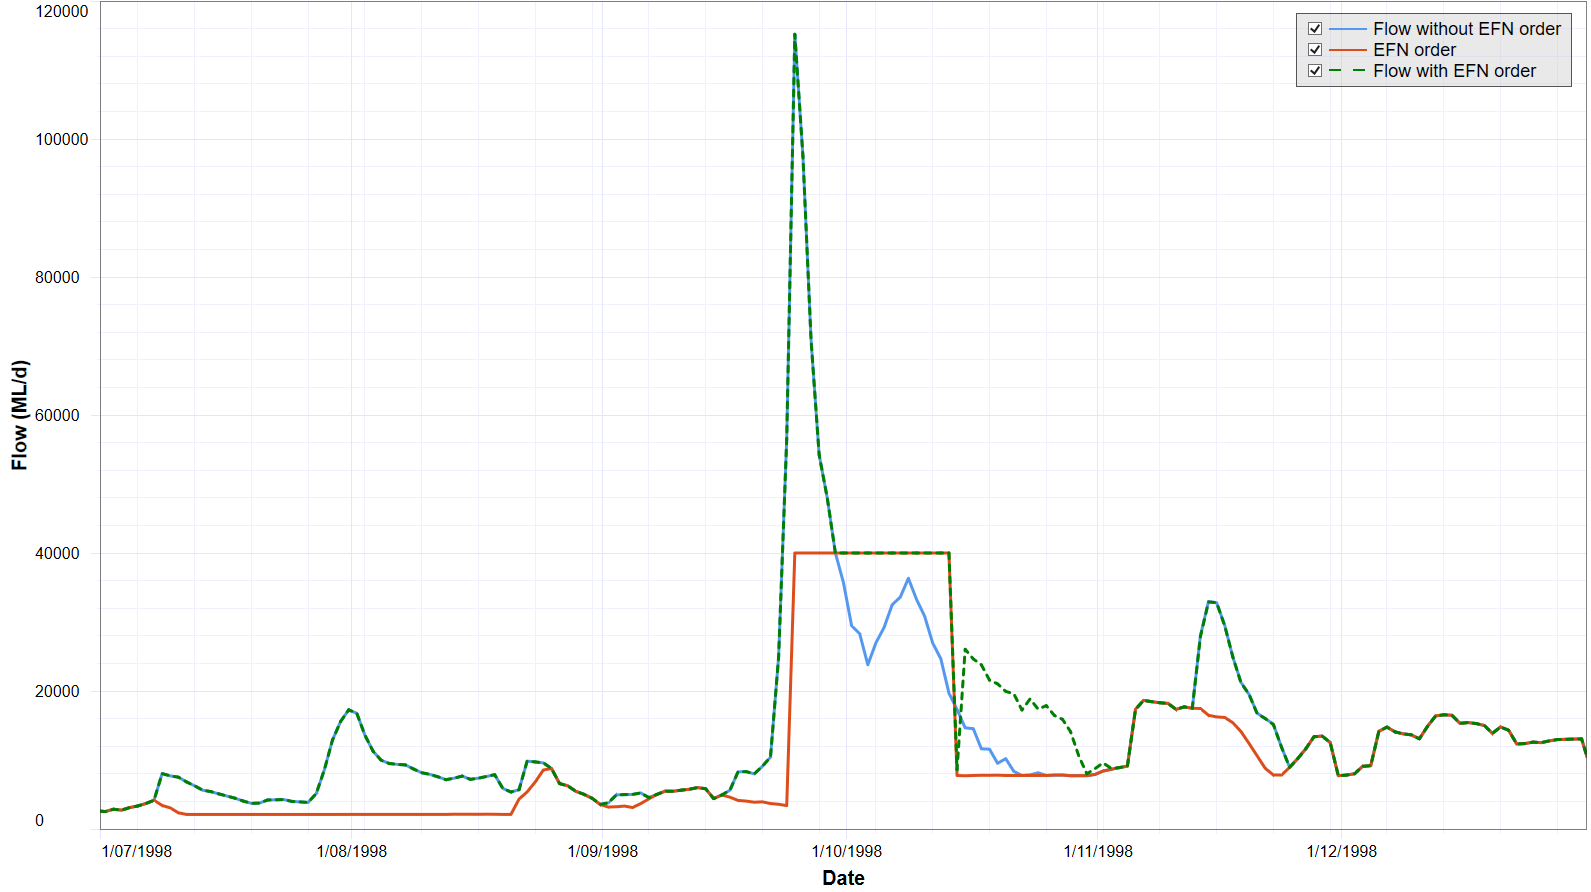 120000
100000
80000
60000
40000
20000
0
Flow (ML/d)
Flow without EFN order
EFN order
Flow with EFN order
1/07/1998
1/08/1998
1/09/1998
1/10/1998
1/11/1998
1/12/1998
Date